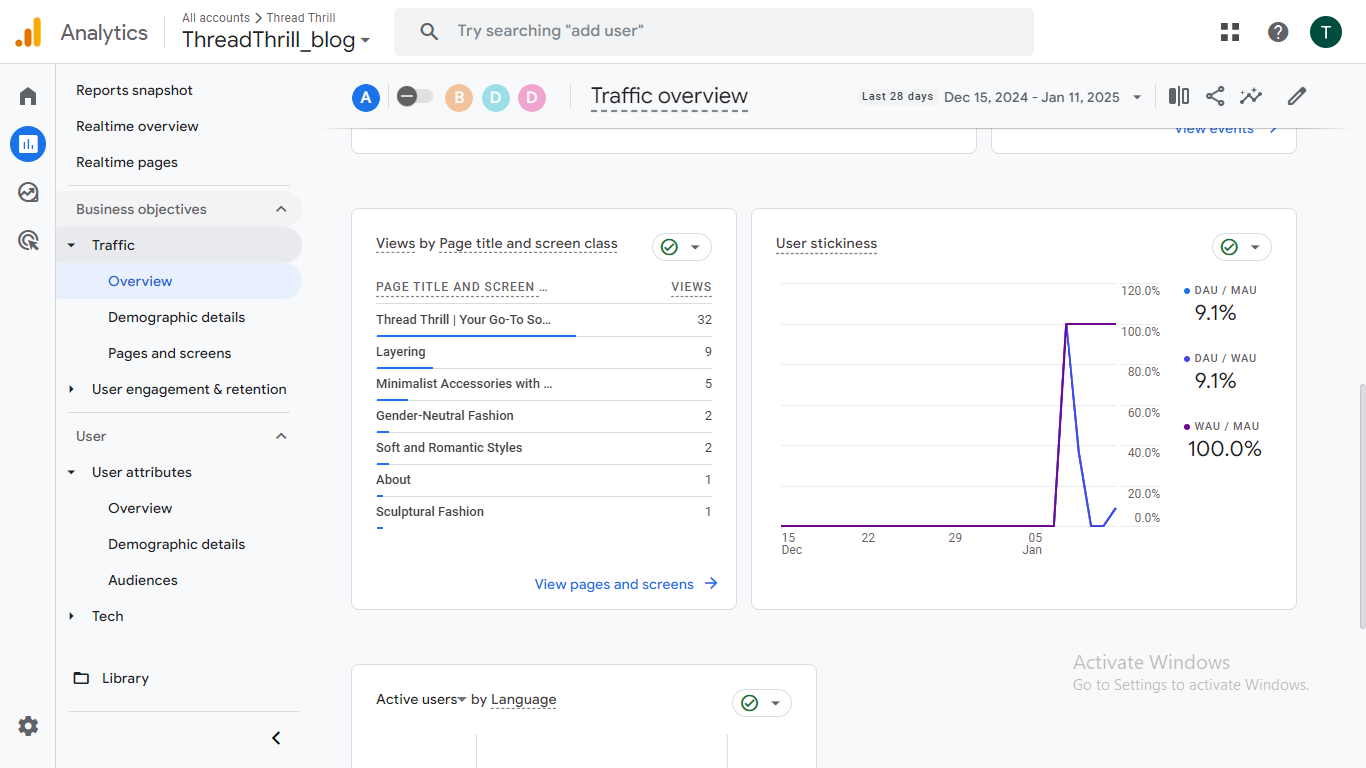 Analytics
All accounts > Thread Thrill
ThreadThrill_blog
Try searching "add user"
T
Reports snapshot
Realtime overview
Realtime pages
Business objectives
Traffic
Overview
Demographic details
Pages and screens
User engagement & retention
User
User attributes
Overview
Demographic details
Audiences
Tech
Library
A
B
D
D
Traffic overview
Last 28 days
Dec 15, 2024 - Jan 11, 2025
View events
Views by Page title and screen class
PAGE TITLE AND SCREEN … VIEWS
Thread Thrill | Your Go-To So… 32
Layering 9
Minimalist Accessories with … 5
Gender-Neutral Fashion 2
Soft and Romantic Styles 2
About 1
Sculptural Fashion 1
View pages and screens
User stickiness
120.0%
100.0%
80.0%
60.0%
40.0%
20.0%
0.0%
15 22 29 05
Dec Jan
DAU / MAU
9.1%
DAU / WAU
9.1%
WAU / MAU
100.0%
Active users by Language
Activate Windows
Go to Settings to activate Windows.